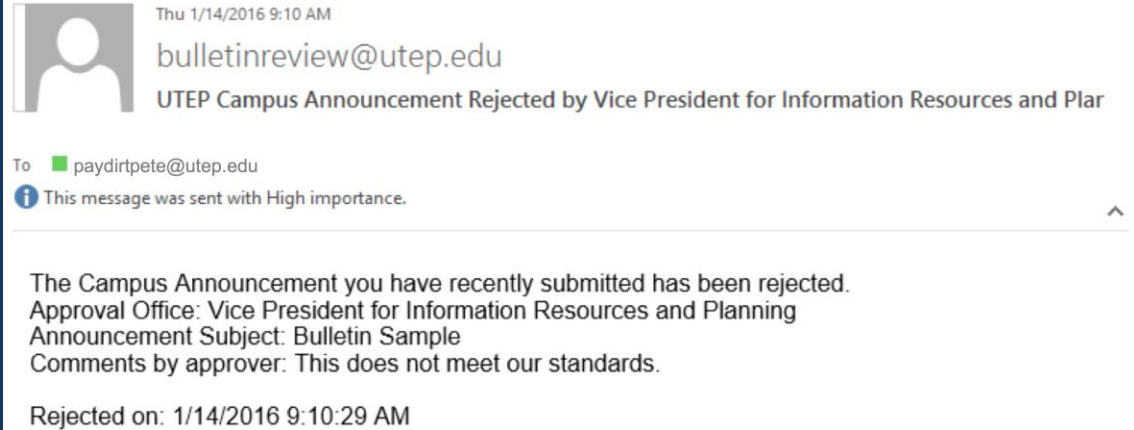 Thu 1/14/2016 9:10 AM
bulletinreview@utep.edu
UTEP Campus Announcement Rejected by Vice President for Information Resources and Plar
To paydirtpete@utep.edu
This message was sent with High importance.
The Campus Announcement you have recently submitted has been rejected.
Approval Office: Vice President for Information Resources and Planning
Announcement Subject: Bulletin Sample
Comments by approver: This does not meet our standards.
Rejected on: 1/14/2016 9:10:29 AM